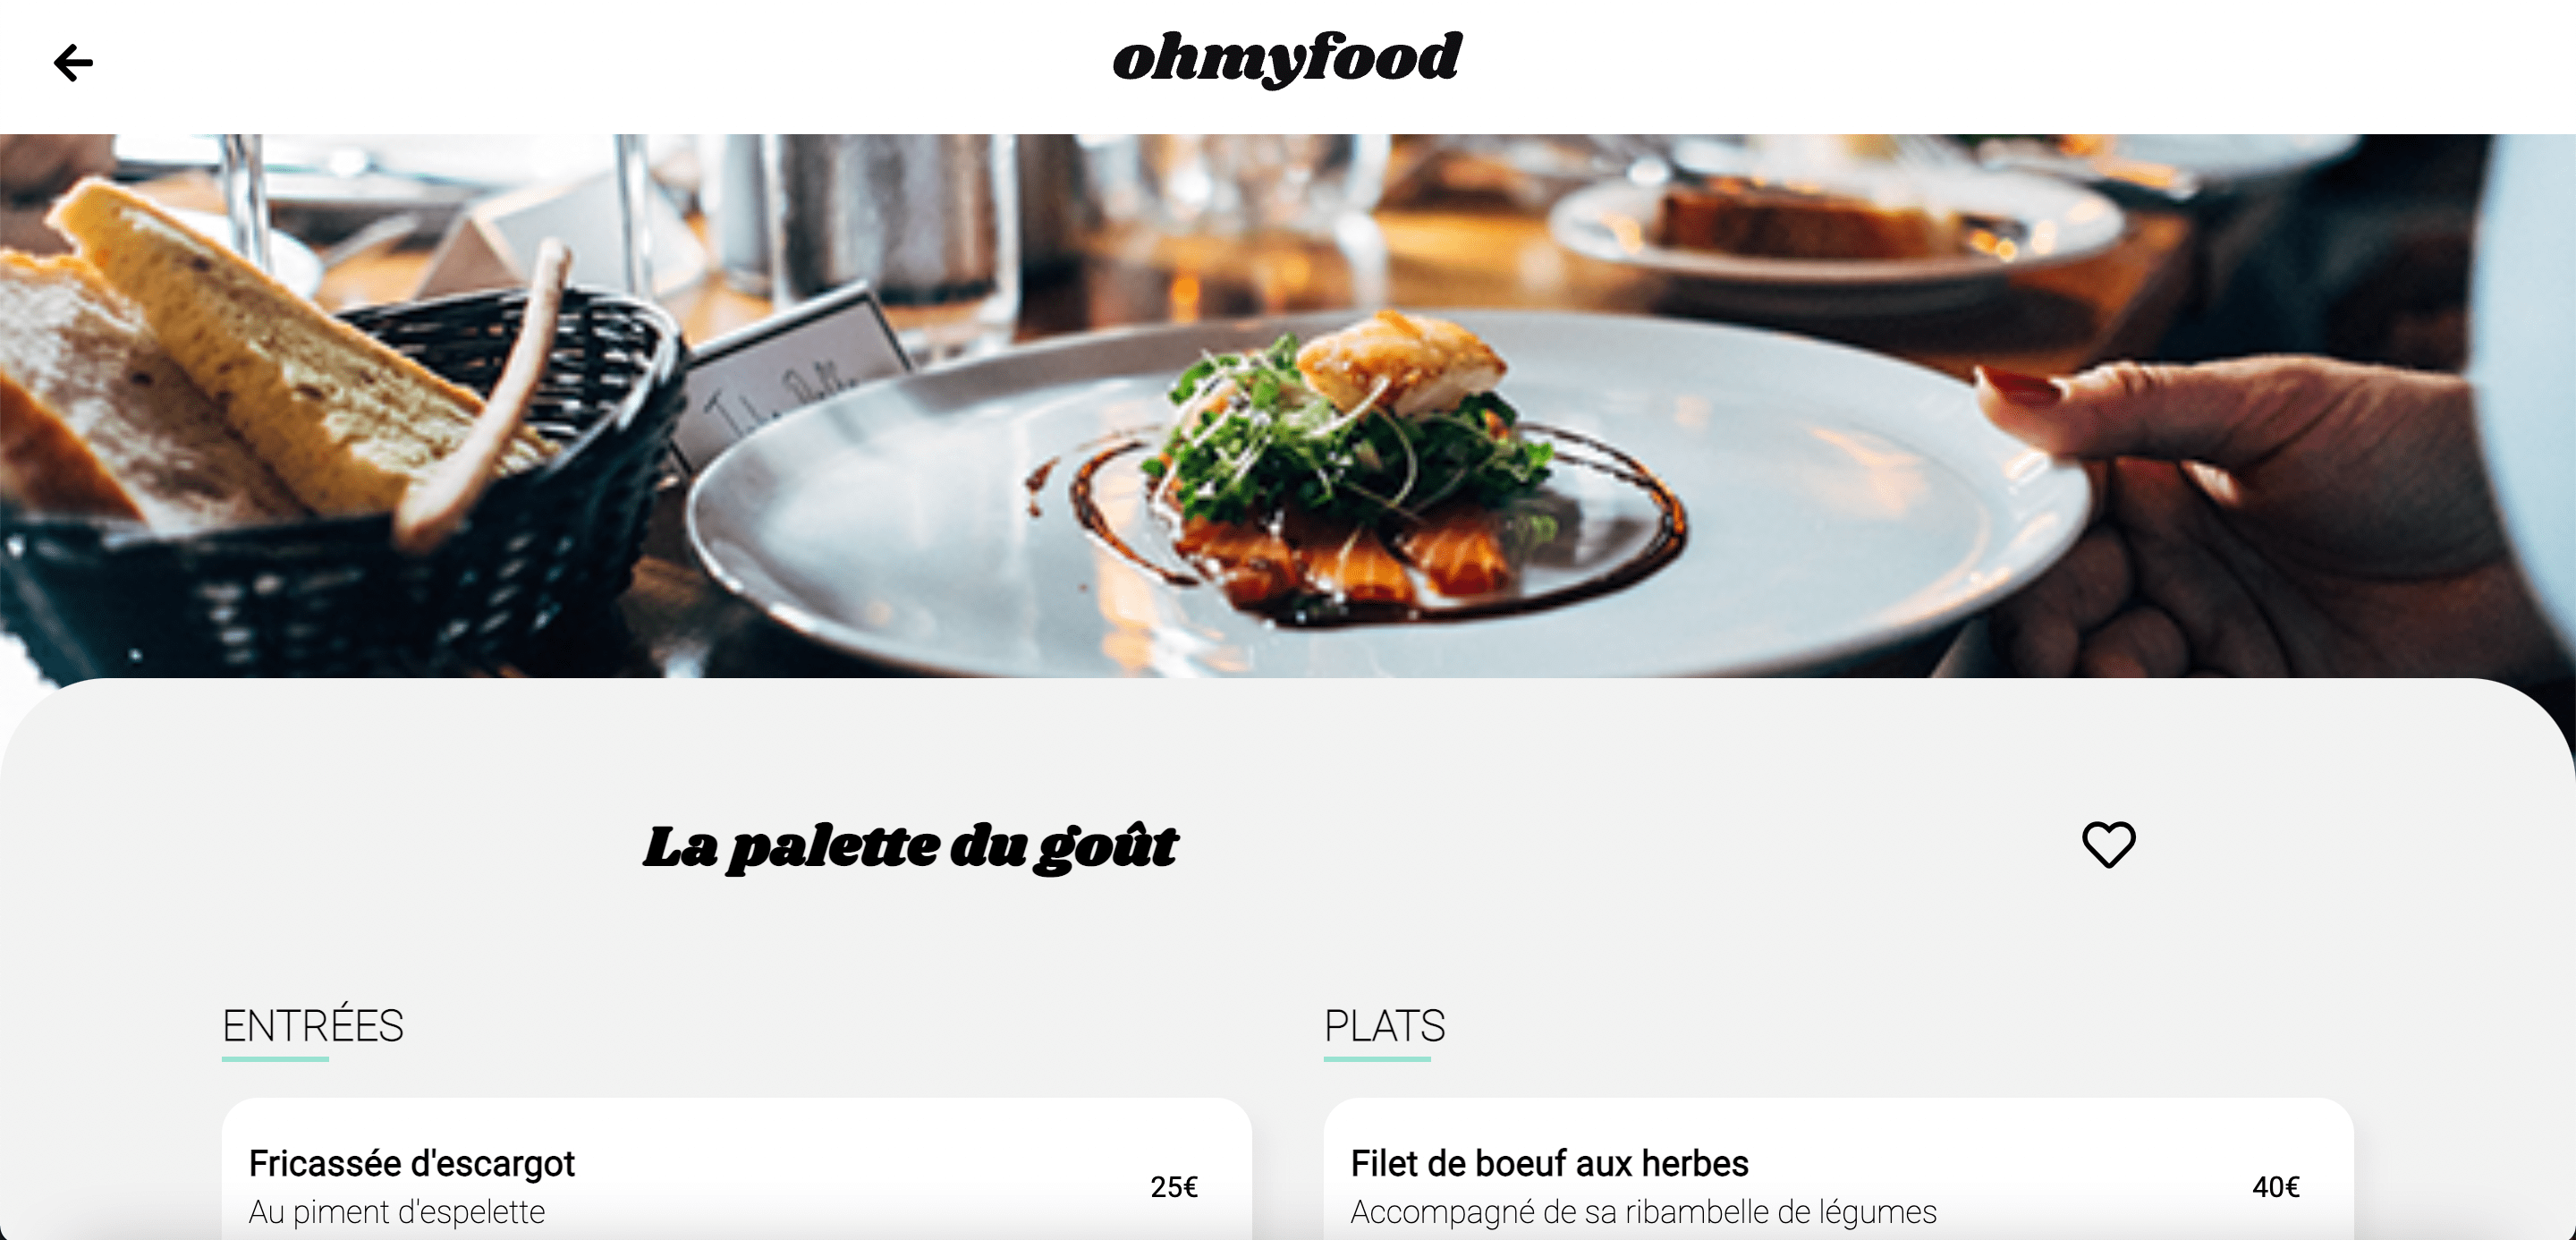 ohmyfood
La palette du goût
ENTRÉES
Fricassée d'escargot
25€
Au piment d'espelette
PLATS
Filet de boeuf aux herbes
40€
Accompagné de sa ribambelle de légumes